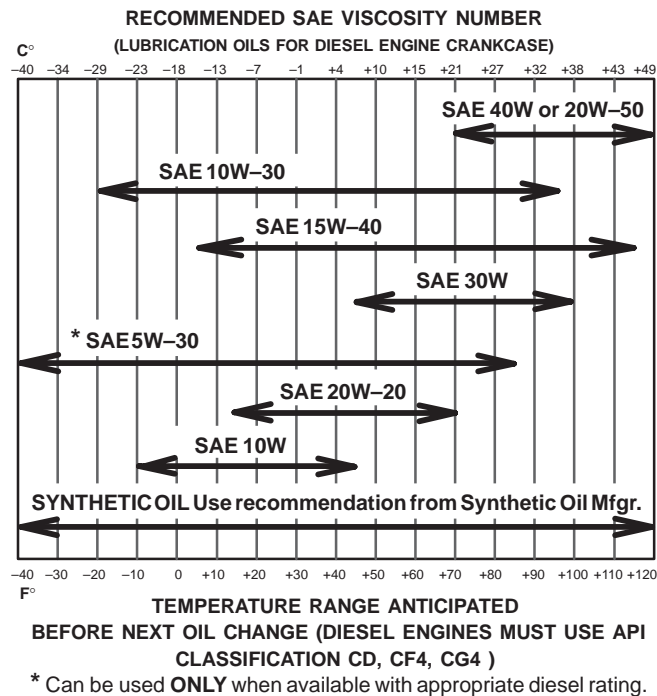 RECOMMENDED SAE VISCOSITY NUMBER
(LUBRICATION OILS FOR DIESEL ENGINE CRANKCASE)
C°
–40 –34 –29 –23 –18 –13 –7 –1 +4 +10 +15 +21 +27 +32 +38 +43 +49
SAE 40W or 20W–50
SAE 10W–30
SAE 15W–40
SAE 30W
* SAE 5W–30
SAE 20W–20
SAE 10W
SYNTHETIC OIL Use recommendation from Synthetic Oil Mfgr.
–40 –30 –20 –10 0 +10 +20 +30 +40 +50 +60 +70 +80 +90 +100 +110 +120
F°
TEMPERATURE RANGE ANTICIPATED
BEFORE NEXT OIL CHANGE (DIESEL ENGINES MUST USE API
CLASSIFICATION CD, CF4, CG4 )
* Can be used ONLY when available with appropriate diesel rating.